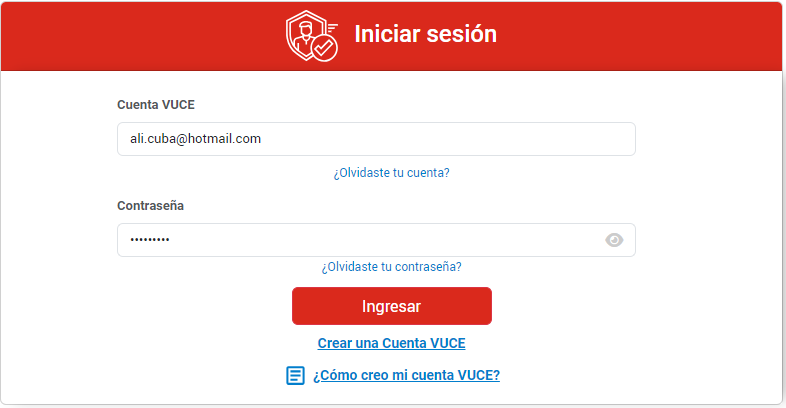 Iniciar sesión
Cuenta VUCE
ali.cuba@hotmail.com
¿Olvidaste tu cuenta?
Contraseña
•••••••••
¿Olvidaste tu contraseña?
Ingresar
Crear una Cuenta VUCE
¿Cómo creo mi cuenta VUCE?